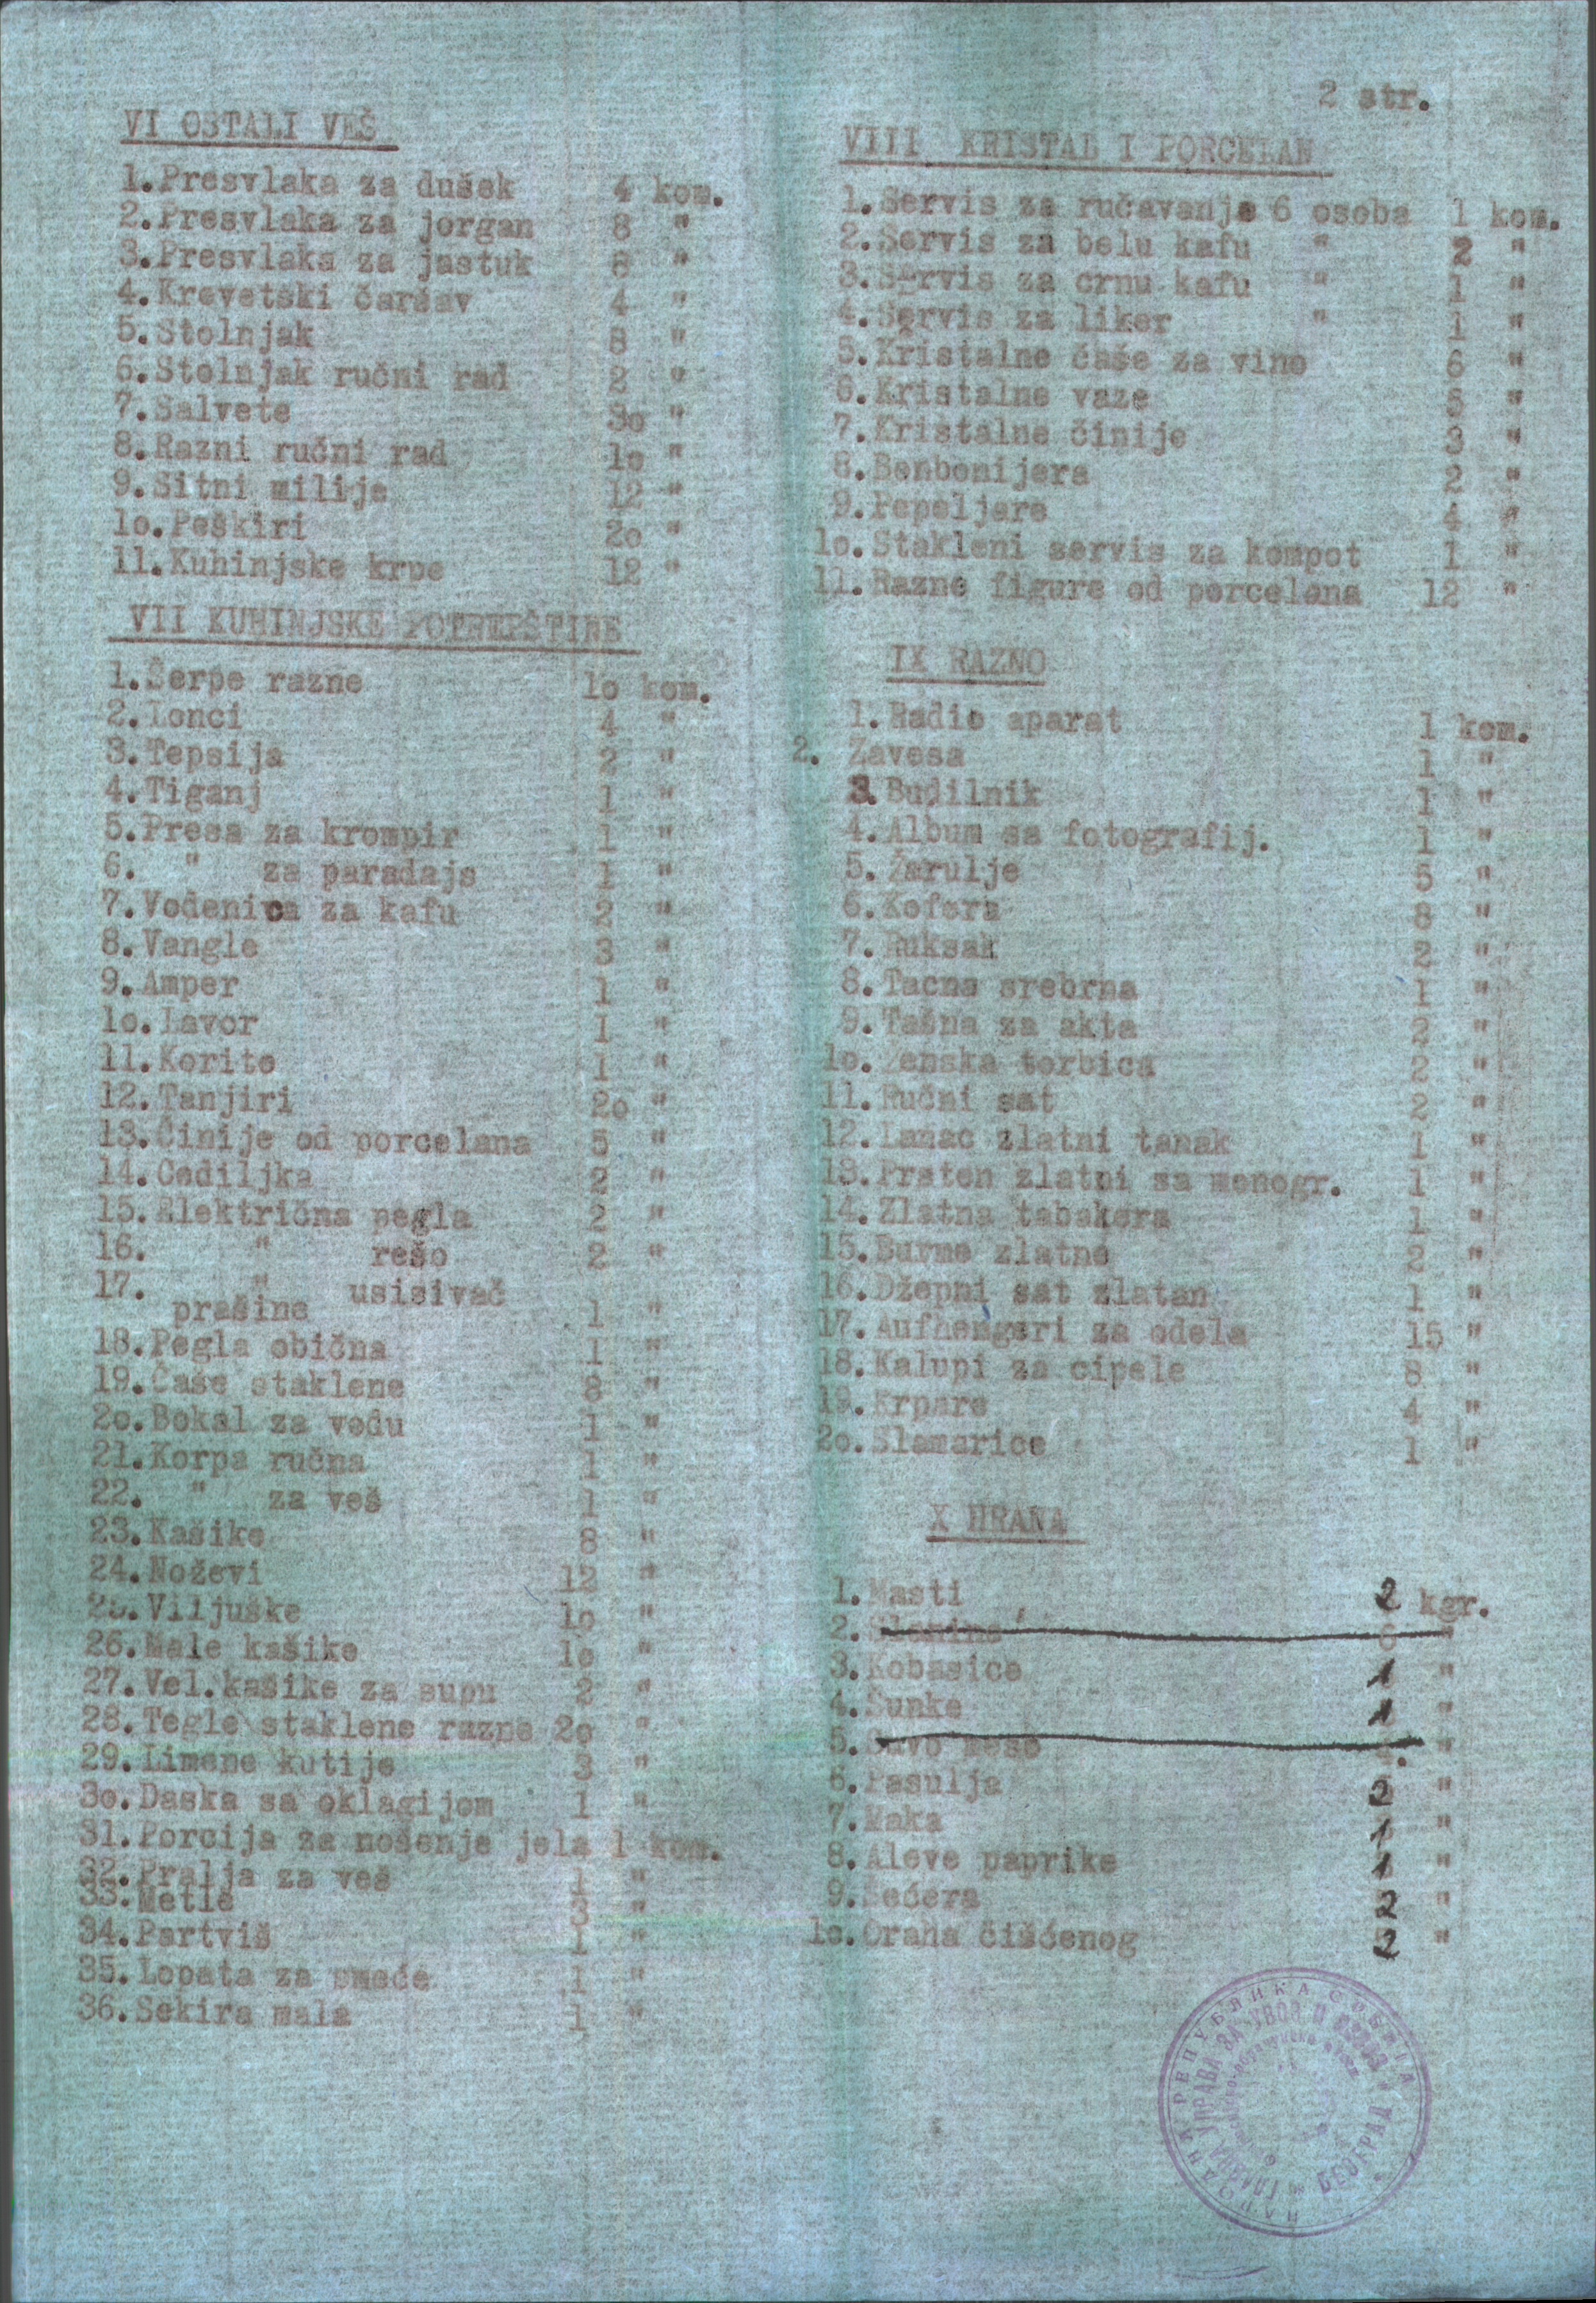 2 str.
VI OSTALI VEŠ
1.Presvlaka za dušek 4 kom.
2.Presvlaka za jorgan 8 "
3.Presvlaka za jastuk 8 "
4.Krevetski čaršav 4 "
5.Stolnjak 8 "
6.Stolnjak ručni rad 2 "
7.Salvete 3o "
8.Razni ručni rad 1o "
9.Sitni milije 12 "
1o.Peškiri 2o "
11.Kuhinjske krpe 12 "
VII KUHINJSKE POTREPŠTINE
1.Šerpe razne 1o kom.
2.Lonci 4 "
3.Tepsija 2 "
4.Tiganj 1 "
5.Presa za krompir 1 "
6. " za paradajs 1 "
7.Vodenica za kafu 2 "
8.Vangle 3 "
9.Amper 1 "
1o.Lavor 1 "
11.Korito 1 "
12.Tanjiri 2o "
13.Činije od porcelana 5 "
14.Cediljka 2 "
15.Električna pegla 2 "
16. " rešo 2 "
17. " usisivač
prašine 1 "
18.Pegla obična 1 "
19.Čaše staklene 8 "
2o.Bokal za vodu 1 "
21.Korpa ručna 1 "
22. " za veš 1 "
23.Kašike 8 "
24.Noževi 12 "
25.Viljuške 1o "
26.Male kašike 1o "
27.Vel.kašike za supu 2 "
28.Tegle staklene razne 2o "
29.Limene kutije 3 "
3o.Daska sa oklagijom 1 "
31.Porcija za nošenje jela 1 kom.
32.Pralja za veš 1 "
33.Metle 3 "
34.Partviš 1 "
35.Lopata za smeće 1 "
36.Sekira mala 1 "
VIII KRISTAL I PORCELAN
1.Servis za ručavanje 6 osoba 1 kom.
2.Servis za belu kafu " 2 "
3.Servis za crnu kafu " 1 "
4.Servis za liker " 1 "
5.Kristalne čaše za vino 6 "
6.Kristalne vaze "
7.Kristalne činije 3 "
8.Bonbonijera 2 "
9.Pepeljare 4 "
1o.Stakleni servis za kompot 1 "
11.Razne figure od porcelana 12 "
IX RAZNO
1.Radio aparat 1 kom.
2. Zavesa 1 "
3.Budilnik 1 "
4.Album sa fotografij. 1 "
5.Žarulje 5 "
6.Kofera 8 "
7.Ruksak 2 "
8.Tacna srebrna 1 "
9.Tašna za akta 2 "
1o.Ženska torbica 2 "
11.Ručni sat 2 "
12.Lanac zlatni tanak 1 "
13.Prsten zlatni sa monogr. 1 "
14.Zlatna tabakera 1 "
15.Burme zlatne 2 "
16.Džepni sat zlatan 1 "
17.Aufhengeri za odela 15 "
18.Kalupi za cipele 8 "
19.Krpare 4 "
2o.Slamarice 1 "
X HRANA
1.Masti 2 kgr.
2.Slanine "
3.Kobasice 1 "
4.Šunke 1 "
5.Suvo meso "
6.Pasulja 2 "
7.Maka 1 "
8.Aleve paprike 1 "
9.Šećera 2 "
1o.Oraha čišćenog 2 "
НАРОДНА РЕПУБЛИКА СРБИЈА
ГЛАВНА УПРАВА ЗА УВОЗ И ИЗВОЗ
БЕОГРАД